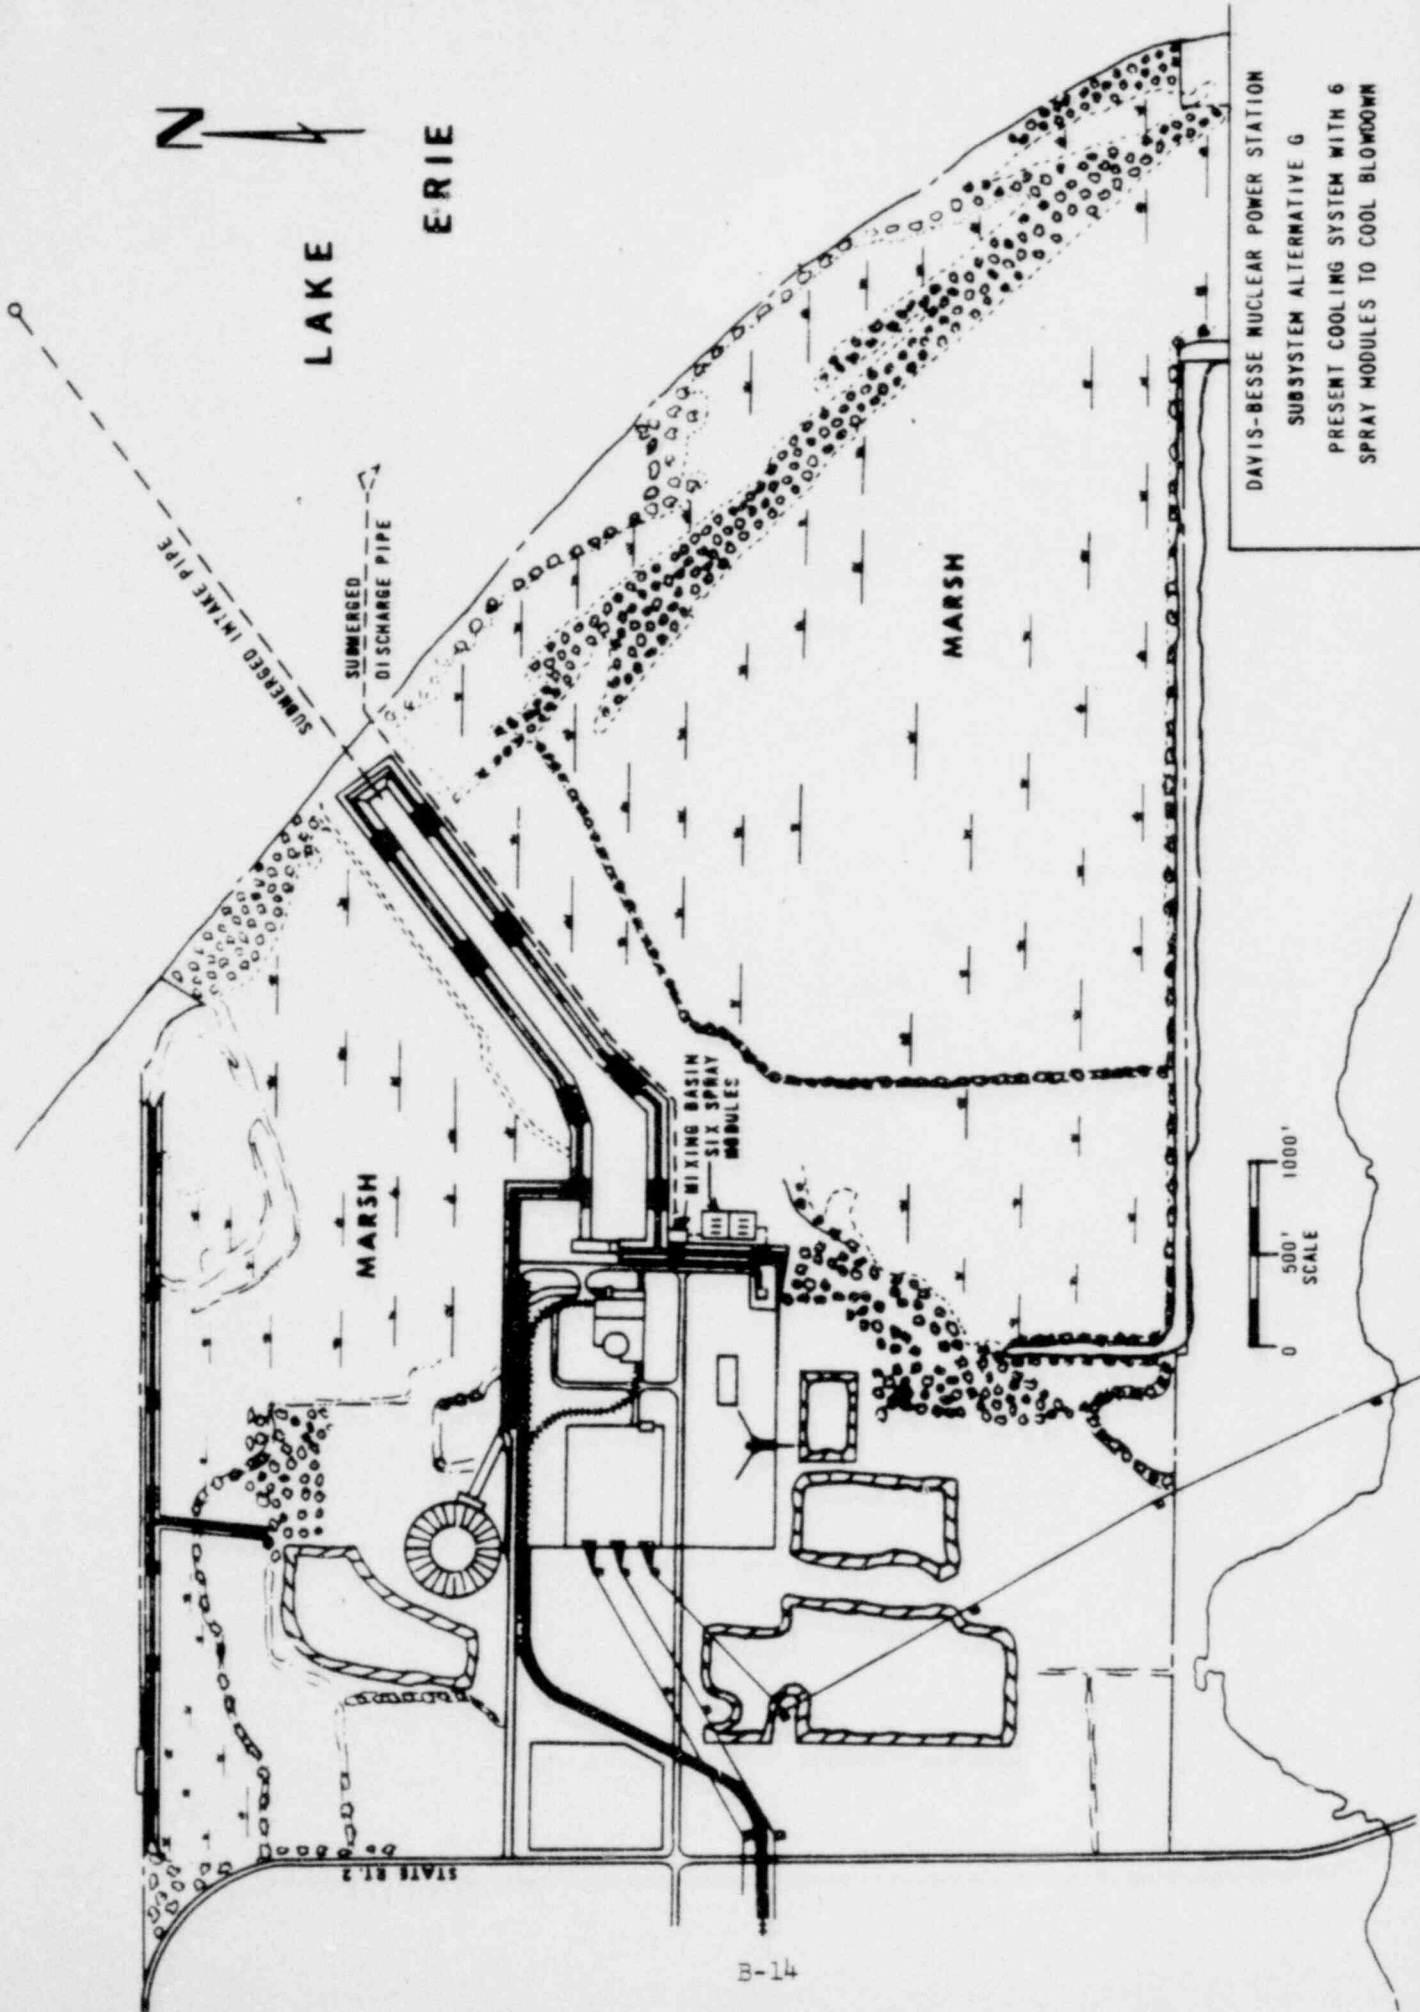 N
LAKE
ERIE
SUBMERGED INTAKE PIPE
SUBMERGED
DISCHARGE PIPE
MARSH
MARSH
MIXING BASIN
SIX SPRAY
MODULES
STATE RT. 2
0 500' 1000'
SCALE
DAVIS-BESSE NUCLEAR POWER STATION
SUBSYSTEM ALTERNATIVE G
PRESENT COOLING SYSTEM WITH 6
SPRAY MODULES TO COOL BLOWDOWN
B-14